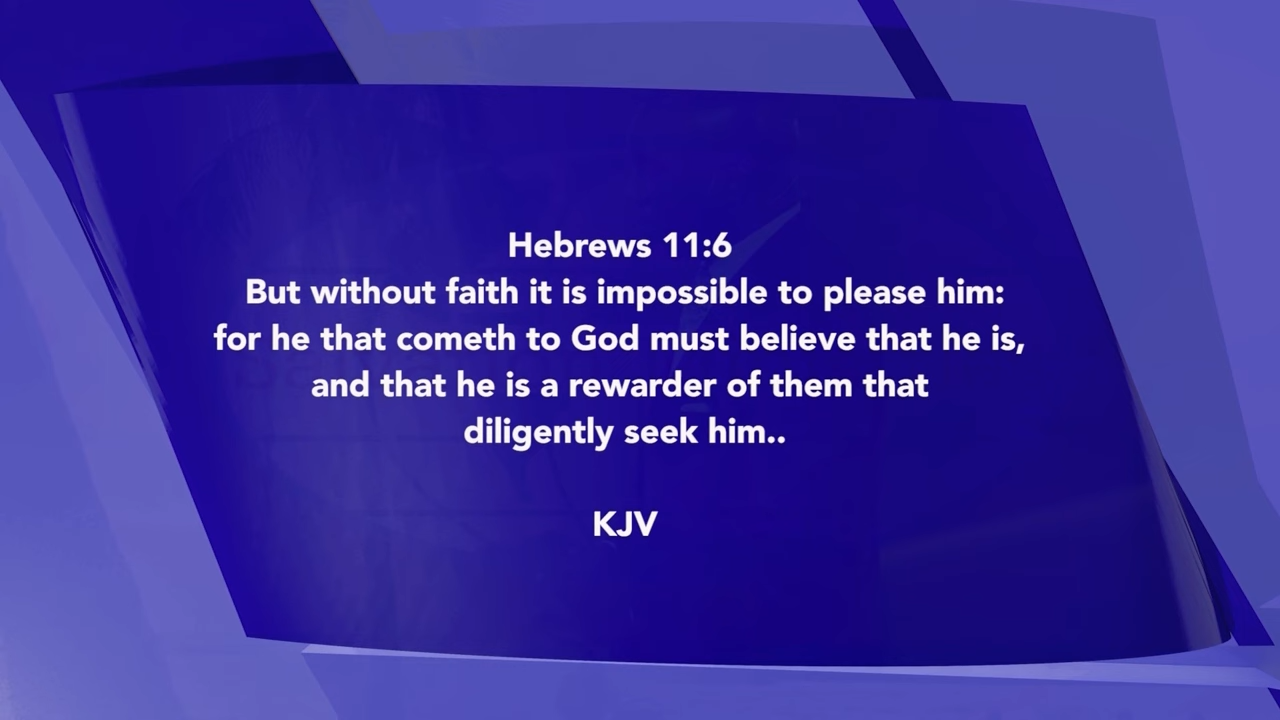 Hebrews 11:6
But without faith it is impossible to please him:
for he that cometh to God must believe that he is,
and that he is a rewarder of them that
diligently seek him..
KJV